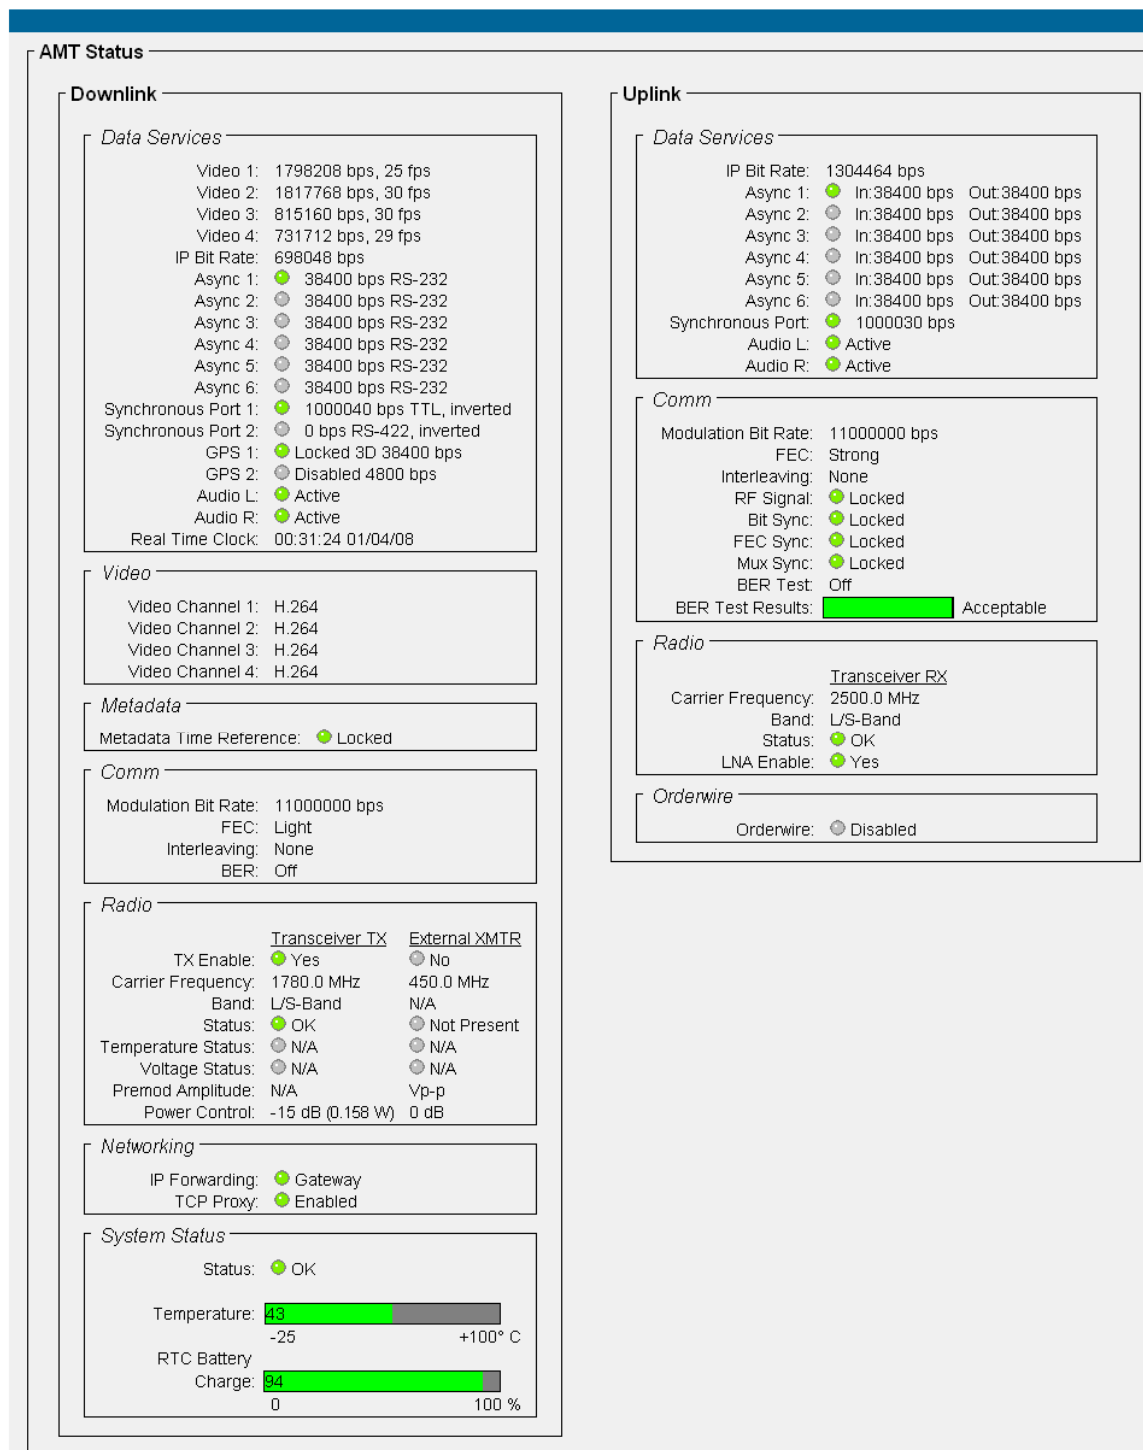 AMT Status
Downlink
Data Services
Video 1: 1798208 bps, 25 fps
Video 2: 1817768 bps, 30 fps
Video 3: 815160 bps, 30 fps
Video 4: 731712 bps, 29 fps
IP Bit Rate: 698048 bps
Async 1: 38400 bps RS-232
Async 2: 38400 bps RS-232
Async 3: 38400 bps RS-232
Async 4: 38400 bps RS-232
Async 5: 38400 bps RS-232
Async 6: 38400 bps RS-232
Synchronous Port 1: 1000040 bps TTL, inverted
Synchronous Port 2: 0 bps RS-422, inverted
GPS 1: Locked 3D 38400 bps
GPS 2: Disabled 4800 bps
Audio L: Active
Audio R: Active
Real Time Clock: 00:31:24 01/04/08
Video
Video Channel 1: H.264
Video Channel 2: H.264
Video Channel 3: H.264
Video Channel 4: H.264
Metadata
Metadata Time Reference: Locked
Comm
Modulation Bit Rate: 11000000 bps
FEC: Light
Interleaving: None
BER: Off
Radio
Transceiver TX External XMTR
TX Enable: Yes No
Carrier Frequency: 1780.0 MHz 450.0 MHz
Band: L/S-Band N/A
Status: OK Not Present
Temperature Status: N/A N/A
Voltage Status: N/A N/A
Premod Amplitude: N/A Vp-p
Power Control: -15 dB (0.158 W) 0 dB
Networking
IP Forwarding: Gateway
TCP Proxy: Enabled
System Status
Status: OK
Temperature: 43
-25 +100° C
RTC Battery
Charge: 94
0 100 %
Uplink
Data Services
IP Bit Rate: 1304464 bps
Async 1: In:38400 bps Out:38400 bps
Async 2: In:38400 bps Out:38400 bps
Async 3: In:38400 bps Out:38400 bps
Async 4: In:38400 bps Out:38400 bps
Async 5: In:38400 bps Out:38400 bps
Async 6: In:38400 bps Out:38400 bps
Synchronous Port: 1000030 bps
Audio L: Active
Audio R: Active
Comm
Modulation Bit Rate: 11000000 bps
FEC: Strong
Interleaving: None
RF Signal: Locked
Bit Sync: Locked
FEC Sync: Locked
Mux Sync: Locked
BER Test: Off
BER Test Results: Acceptable
Radio
Transceiver RX
Carrier Frequency: 2500.0 MHz
Band: L/S-Band
Status: OK
LNA Enable: Yes
Orderwire
Orderwire: Disabled